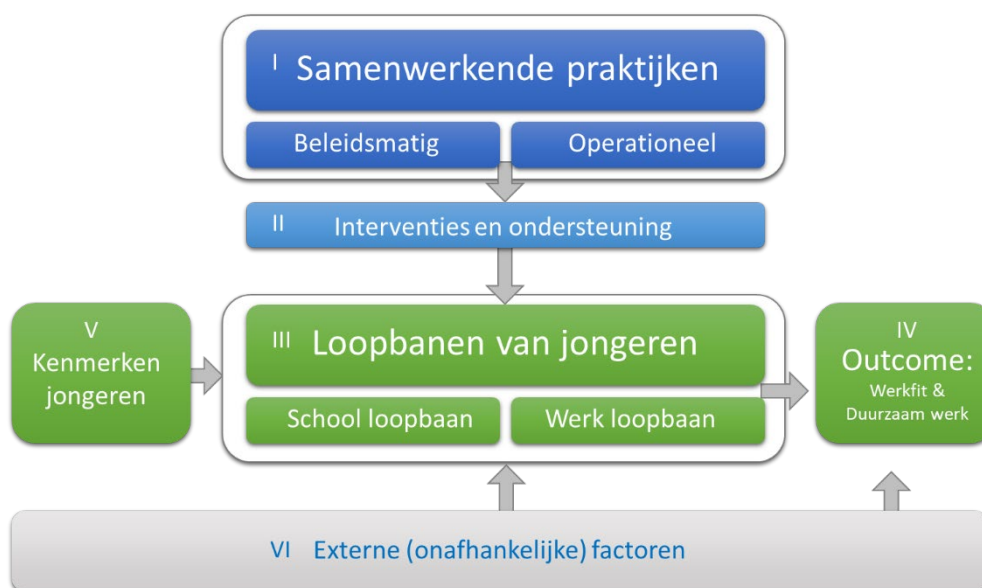 I Samenwerkende praktijken
Beleidsmatig
Operationeel
II Interventies en ondersteuning
V
Kenmerken
jongeren
III Loopbanen van jongeren
School loopbaan
Werk loopbaan
IV
Outcome:
Werkfit &
Duurzaam werk
VI Externe (onafhankelijke) factoren